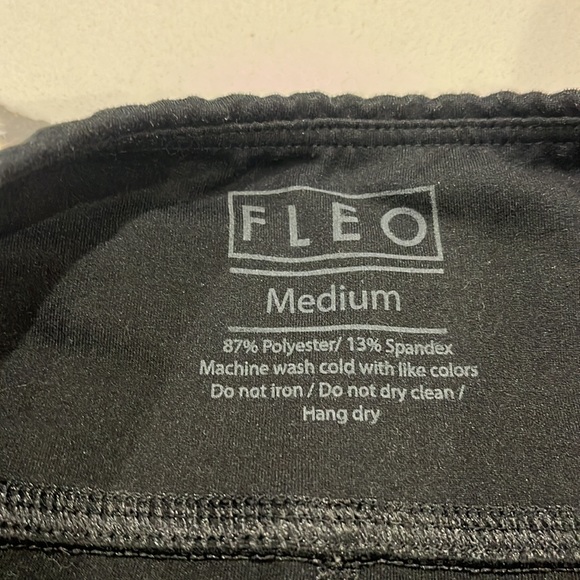 FLEO
Medium
87% Polyester/ 13% Spandex
Machine wash cold with like colors
Do not iron / Do not dry clean /
Hang dry